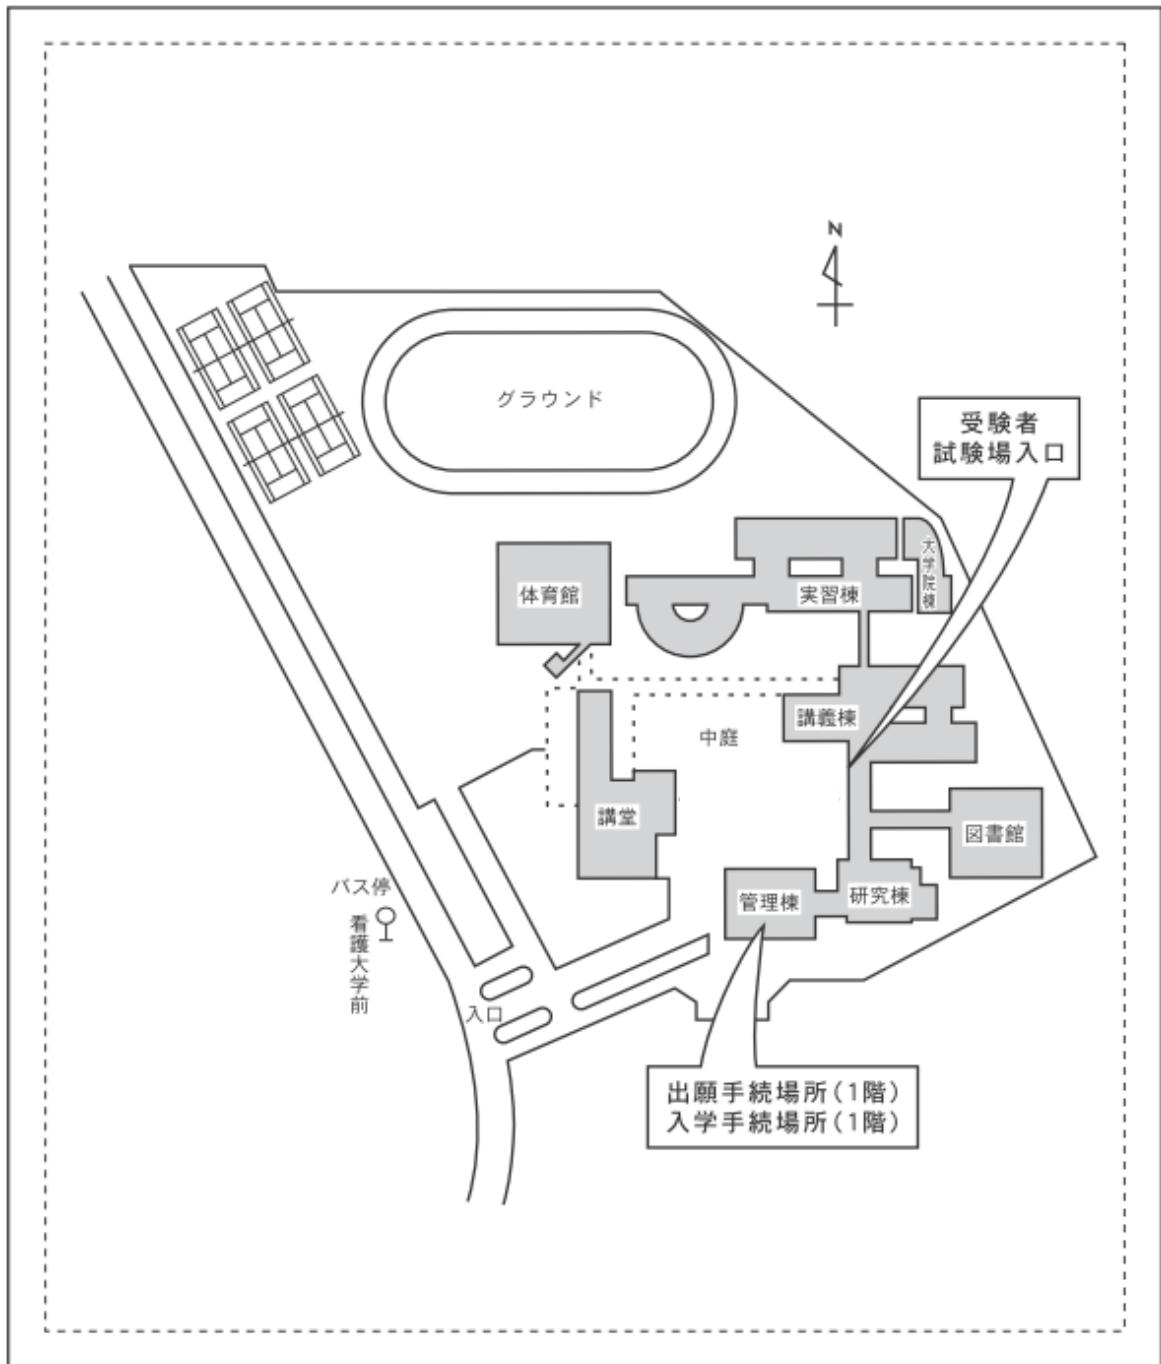 N
グラウンド
受験者
試験場入口
大学院棟
体育館
実習棟
講義棟
中庭
講堂
図書館
バス停
看護大学前
管理棟
研究棟
入口
出願手続場所(1階)
入学手続場所(1階)